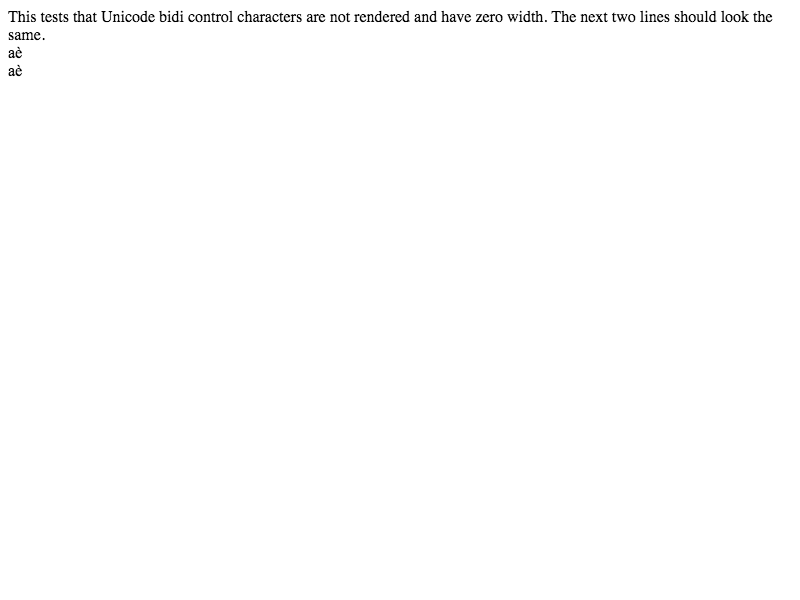 This tests that Unicode bidi control characters are not rendered and have zero width. The next two lines should look the
same.
aè
aè